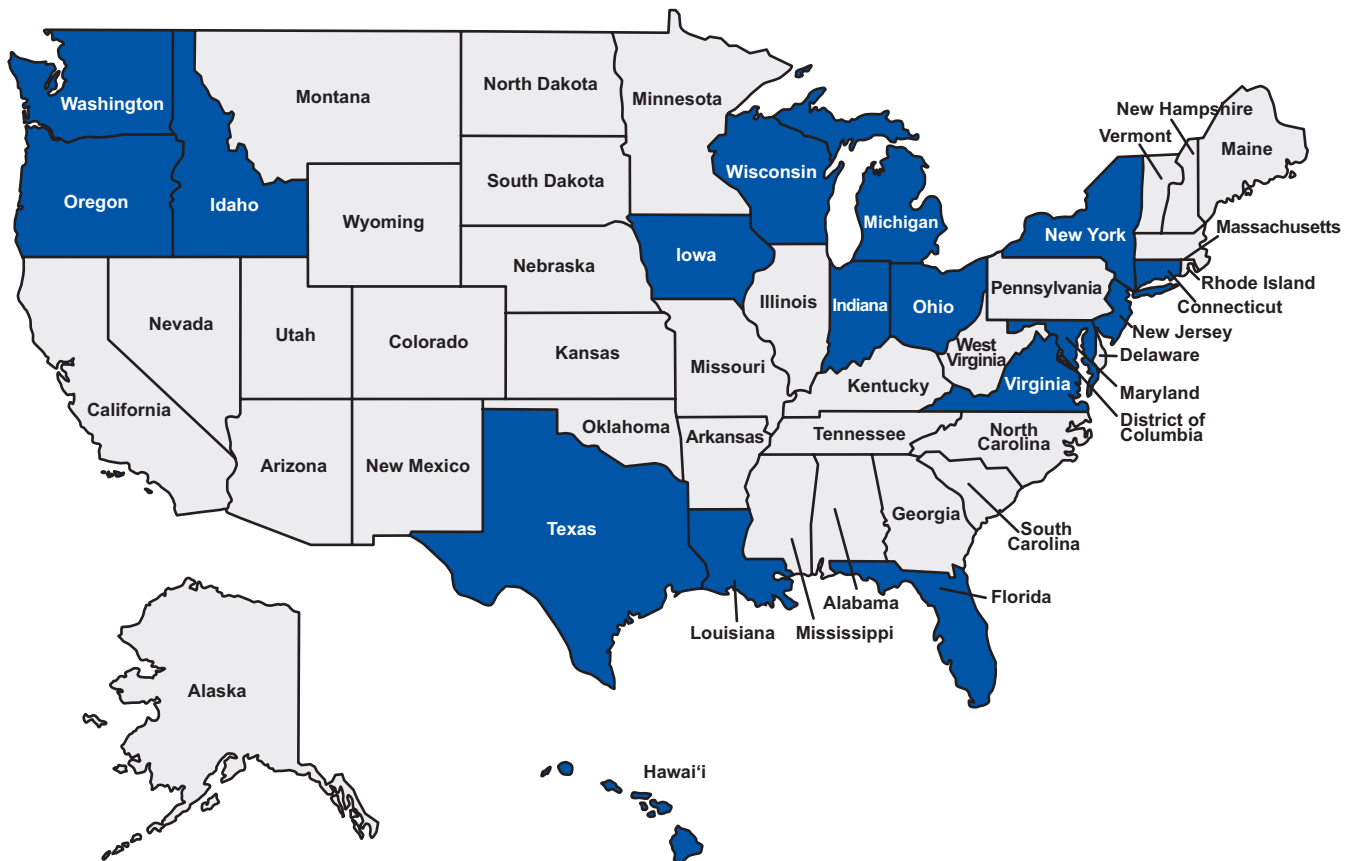 North Dakota
Minnesota
Montana
Washington
New Hampshire
Vermont
Maine
Wisconsin
South Dakota
Oregon
Idaho
Wyoming
Michigan
New York
Massachusetts
Iowa
Nebraska
Pennsylvania
Rhode Island
Connecticut
Illinois
Indiana
Ohio
Nevada
Utah
Colorado
New Jersey
Kansas
West
Virginia
Delaware
Missouri
Kentucky
Virginia
Maryland
California
District of
Columbia
Oklahoma
Arkansas
Tennessee
North
Carolina
Arizona
New Mexico
Georgia
Texas
South
Carolina
Alabama
Florida
Louisiana
Mississippi
Alaska
Hawai‘i